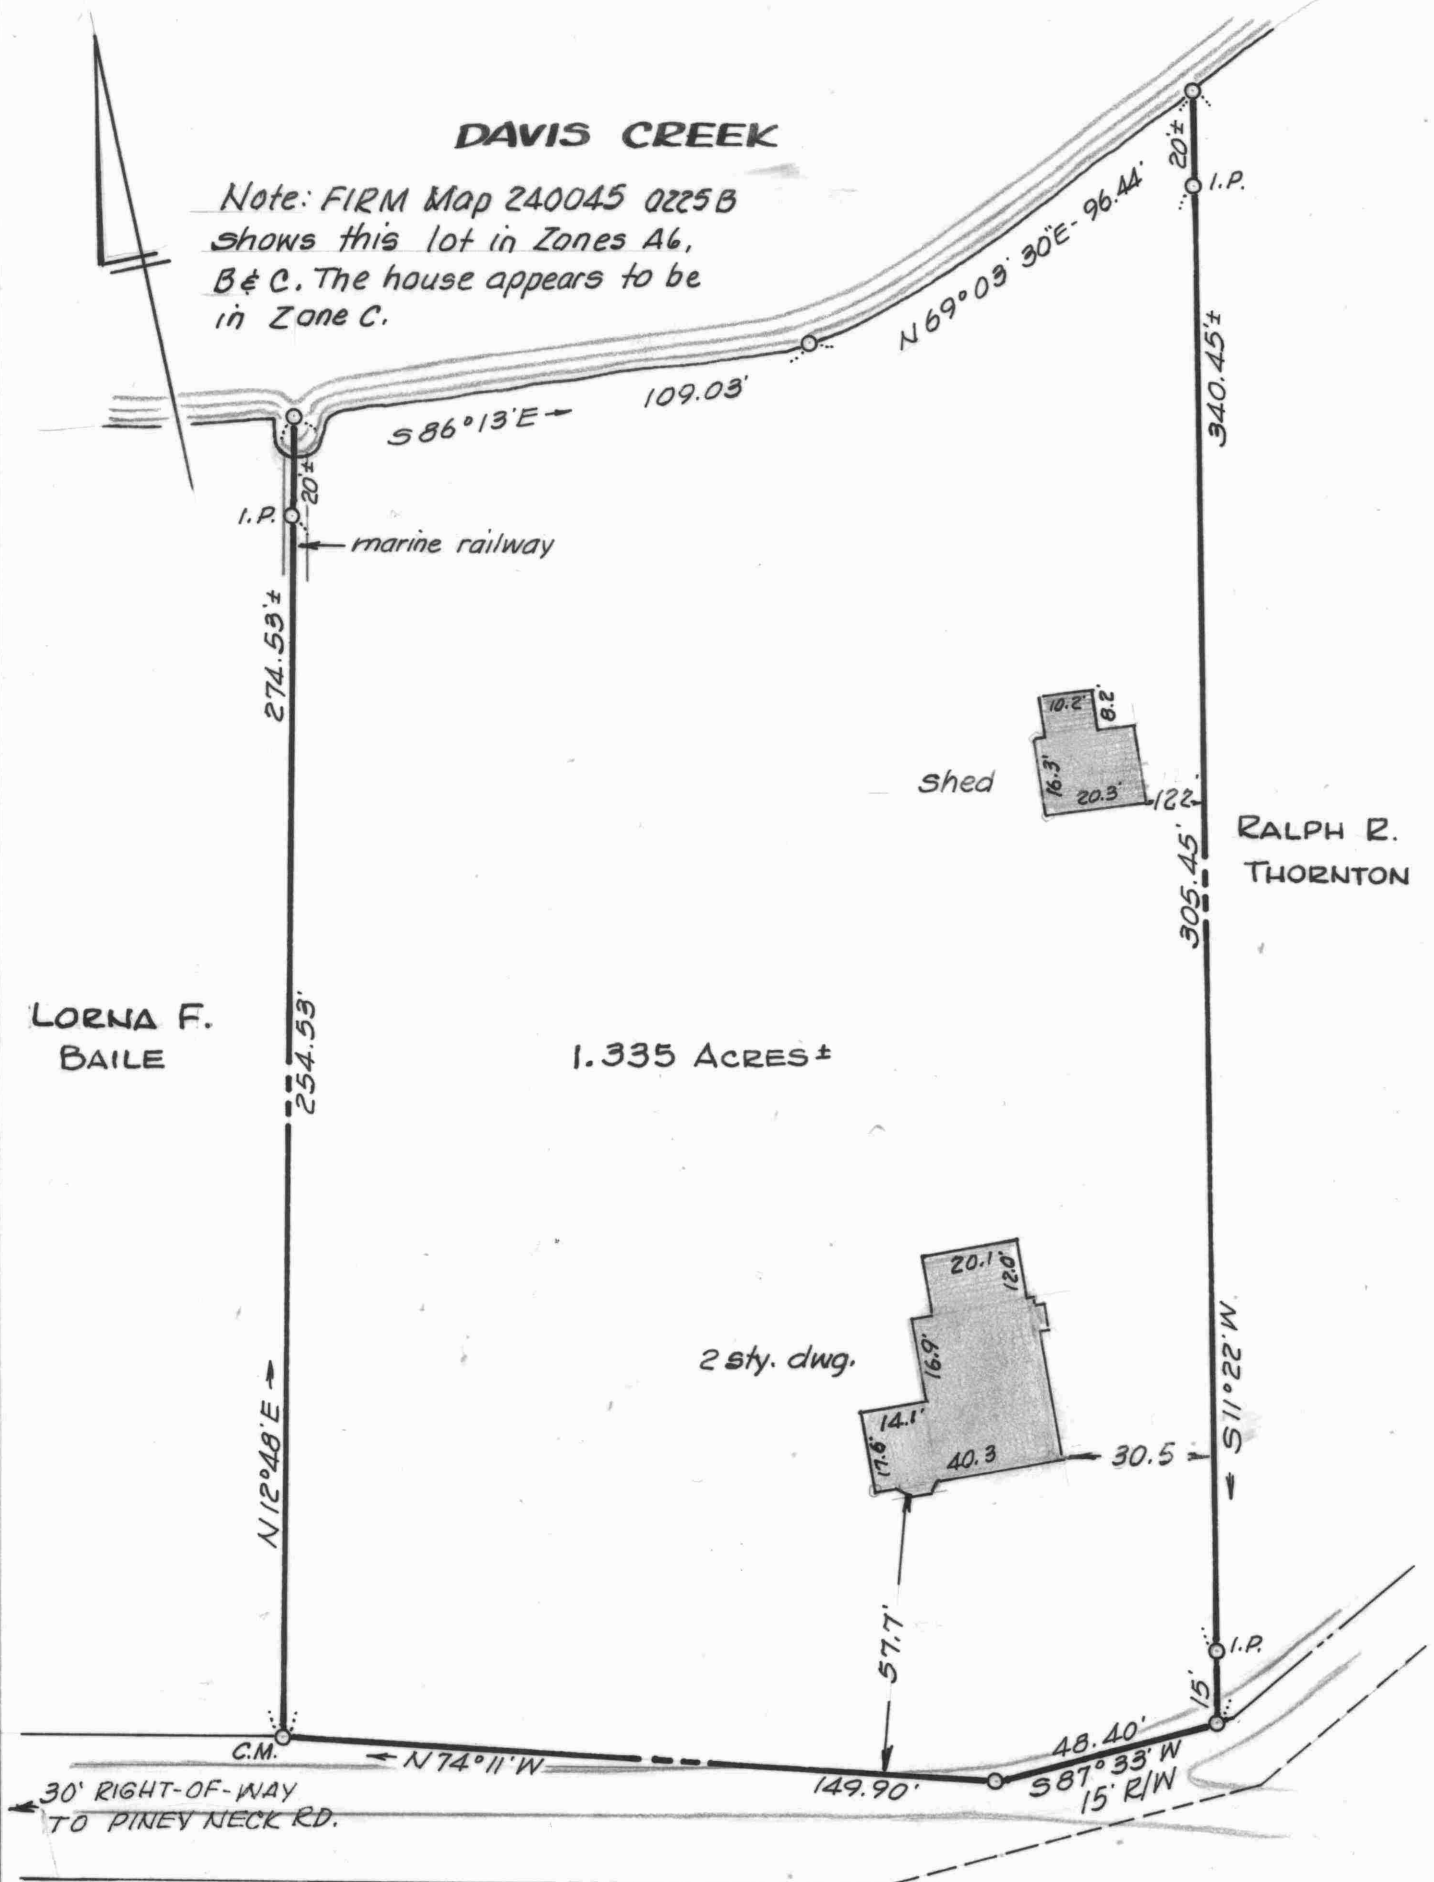 DAVIS CREEK
Note: FIRM Map 240045 0225B
shows this lot in Zones A6,
B & C. The house appears to be
in Zone C.
20'±
I.P.
N 69°03' 30"E - 96.44'
340.45'±
109.03'
S 86°13'E
20'±
I.P.
marine railway
274.53'±
10.2'
8.2'
16.3'
20.3'
shed
122'
305.45'
RALPH R.
THORNTON
LORNA F.
BAILE
254.53'
1.335 ACRES±
20.1'
12.0'
16.9'
2 sty. dwg.
14.1'
17.6'
40.3
30.5
S 11°22' W
N 12°48' E
57.7'
I.P.
15'
C.M.
N 74°11' W
149.90'
48.40'
S 87°33' W
15' R/W
30' RIGHT-OF-WAY
TO PINEY NECK RD.